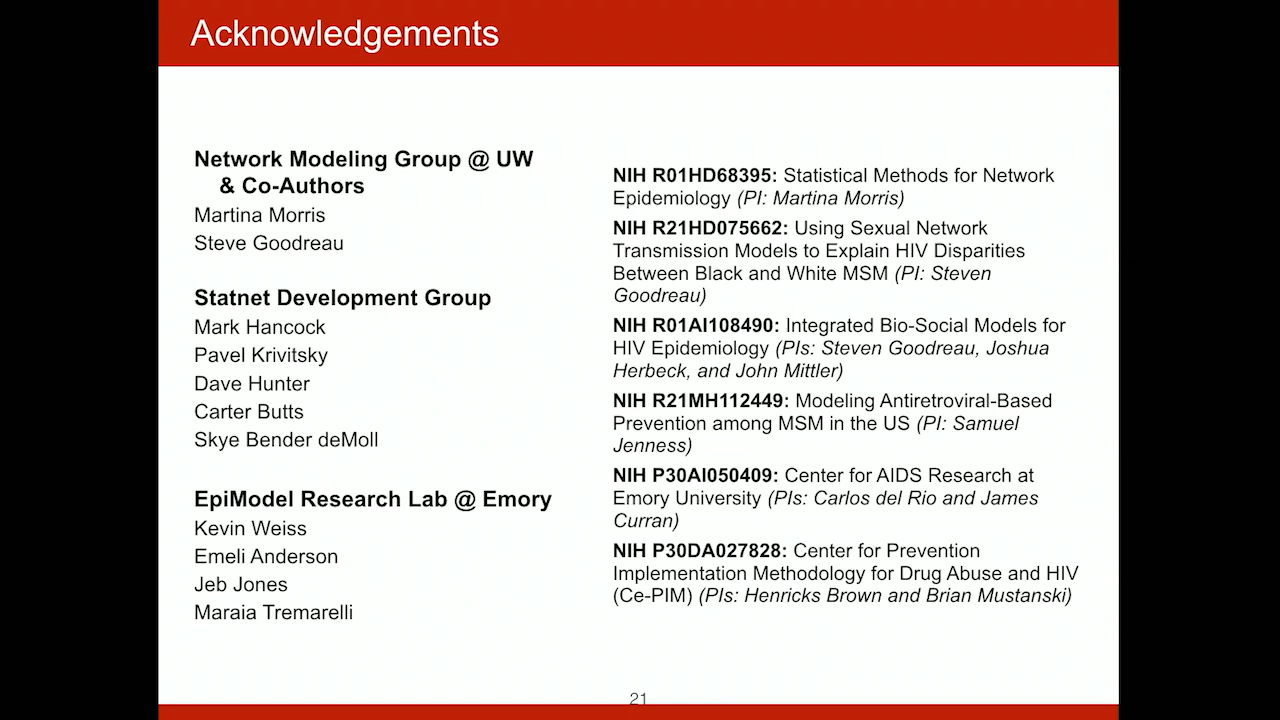 Acknowledgements
Network Modeling Group @ UW
& Co-Authors
Martina Morris
Steve Goodreau
Statnet Development Group
Mark Hancock
Pavel Krivitsky
Dave Hunter
Carter Butts
Skye Bender deMoll
EpiModel Research Lab @ Emory
Kevin Weiss
Emeli Anderson
Jeb Jones
Maraia Tremarelli
NIH R01HD68395: Statistical Methods for Network
Epidemiology (PI: Martina Morris)
NIH R21HD075662: Using Sexual Network
Transmission Models to Explain HIV Disparities
Between Black and White MSM (PI: Steven
Goodreau)
NIH R01AI108490: Integrated Bio-Social Models for
HIV Epidemiology (PIs: Steven Goodreau, Joshua
Herbeck, and John Mittler)
NIH R21MH112449: Modeling Antiretroviral-Based
Prevention among MSM in the US (PI: Samuel
Jenness)
NIH P30AI050409: Center for AIDS Research at
Emory University (PIs: Carlos del Rio and James
Curran)
NIH P30DA027828: Center for Prevention
Implementation Methodology for Drug Abuse and HIV
(Ce-PIM) (PIs: Henricks Brown and Brian Mustanski)
21